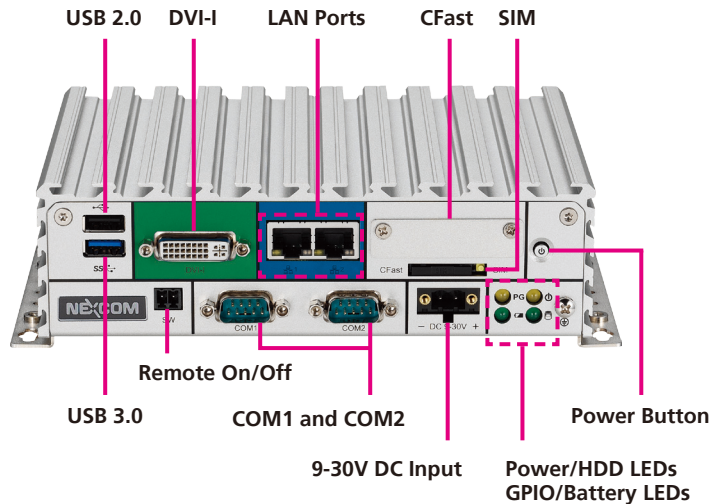 USB 2.0
DVI-I
LAN Ports
CFast
SIM
CFast
SIM
NEXCOM
SW
COM1
COM2
– DC 9-30V +
PG
Remote On/Off
USB 3.0
COM1 and COM2
Power Button
9-30V DC Input
Power/HDD LEDs
GPIO/Battery LEDs